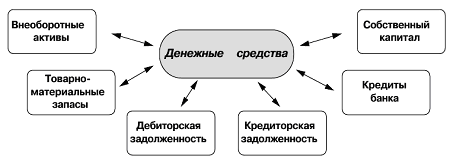 Внеоборотные
активы
Собственный
капитал
Денежные средства
Товарно-
материальные
запасы
Кредиты
банка
Дебиторская
задолженность
Кредиторская
задолженность